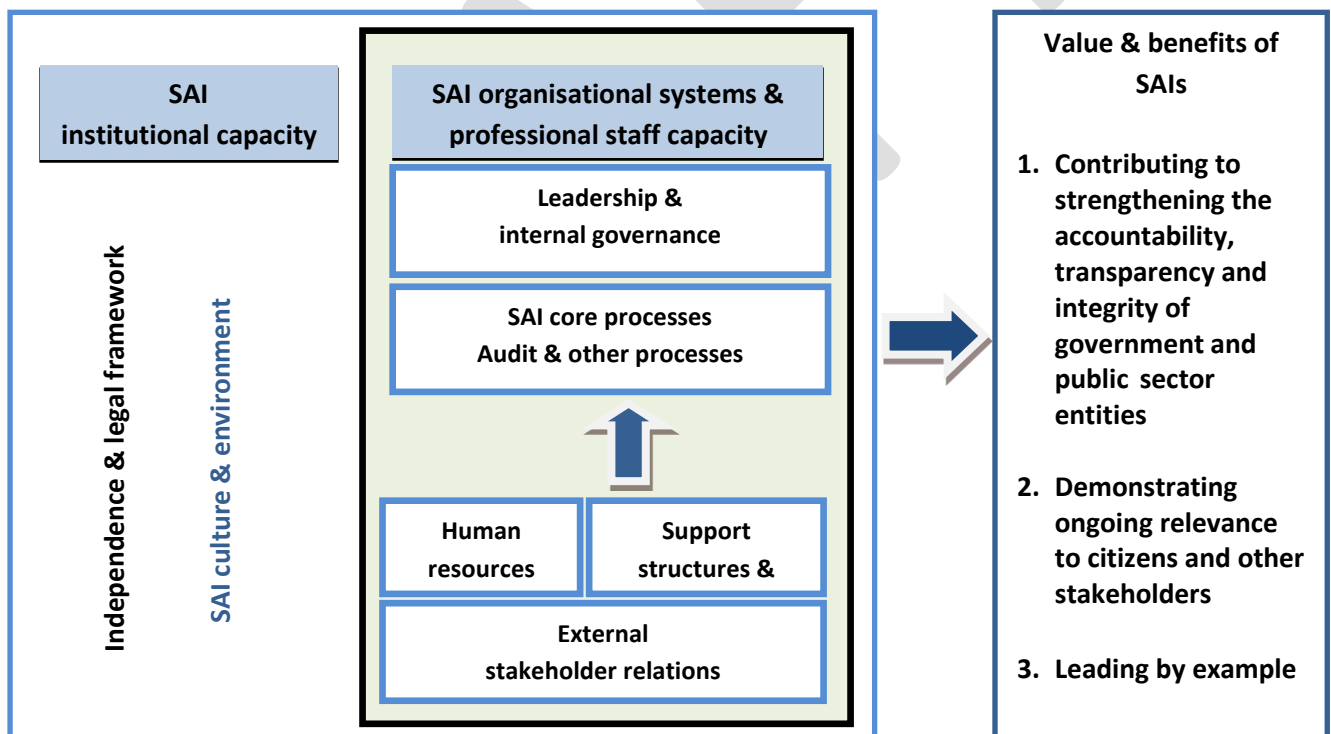 SAI
institutional capacity
Independence & legal framework
SAI culture & environment
SAI organisational systems &
professional staff capacity
Leadership &
internal governance
SAI core processes
Audit & other processes
Human
resources
Support
structures &
External
stakeholder relations
Value & benefits of
SAIs
1. Contributing to
strengthening the
accountability,
transparency and
integrity of
government and
public sector
entities
2. Demonstrating
ongoing relevance
to citizens and other
stakeholders
3. Leading by example